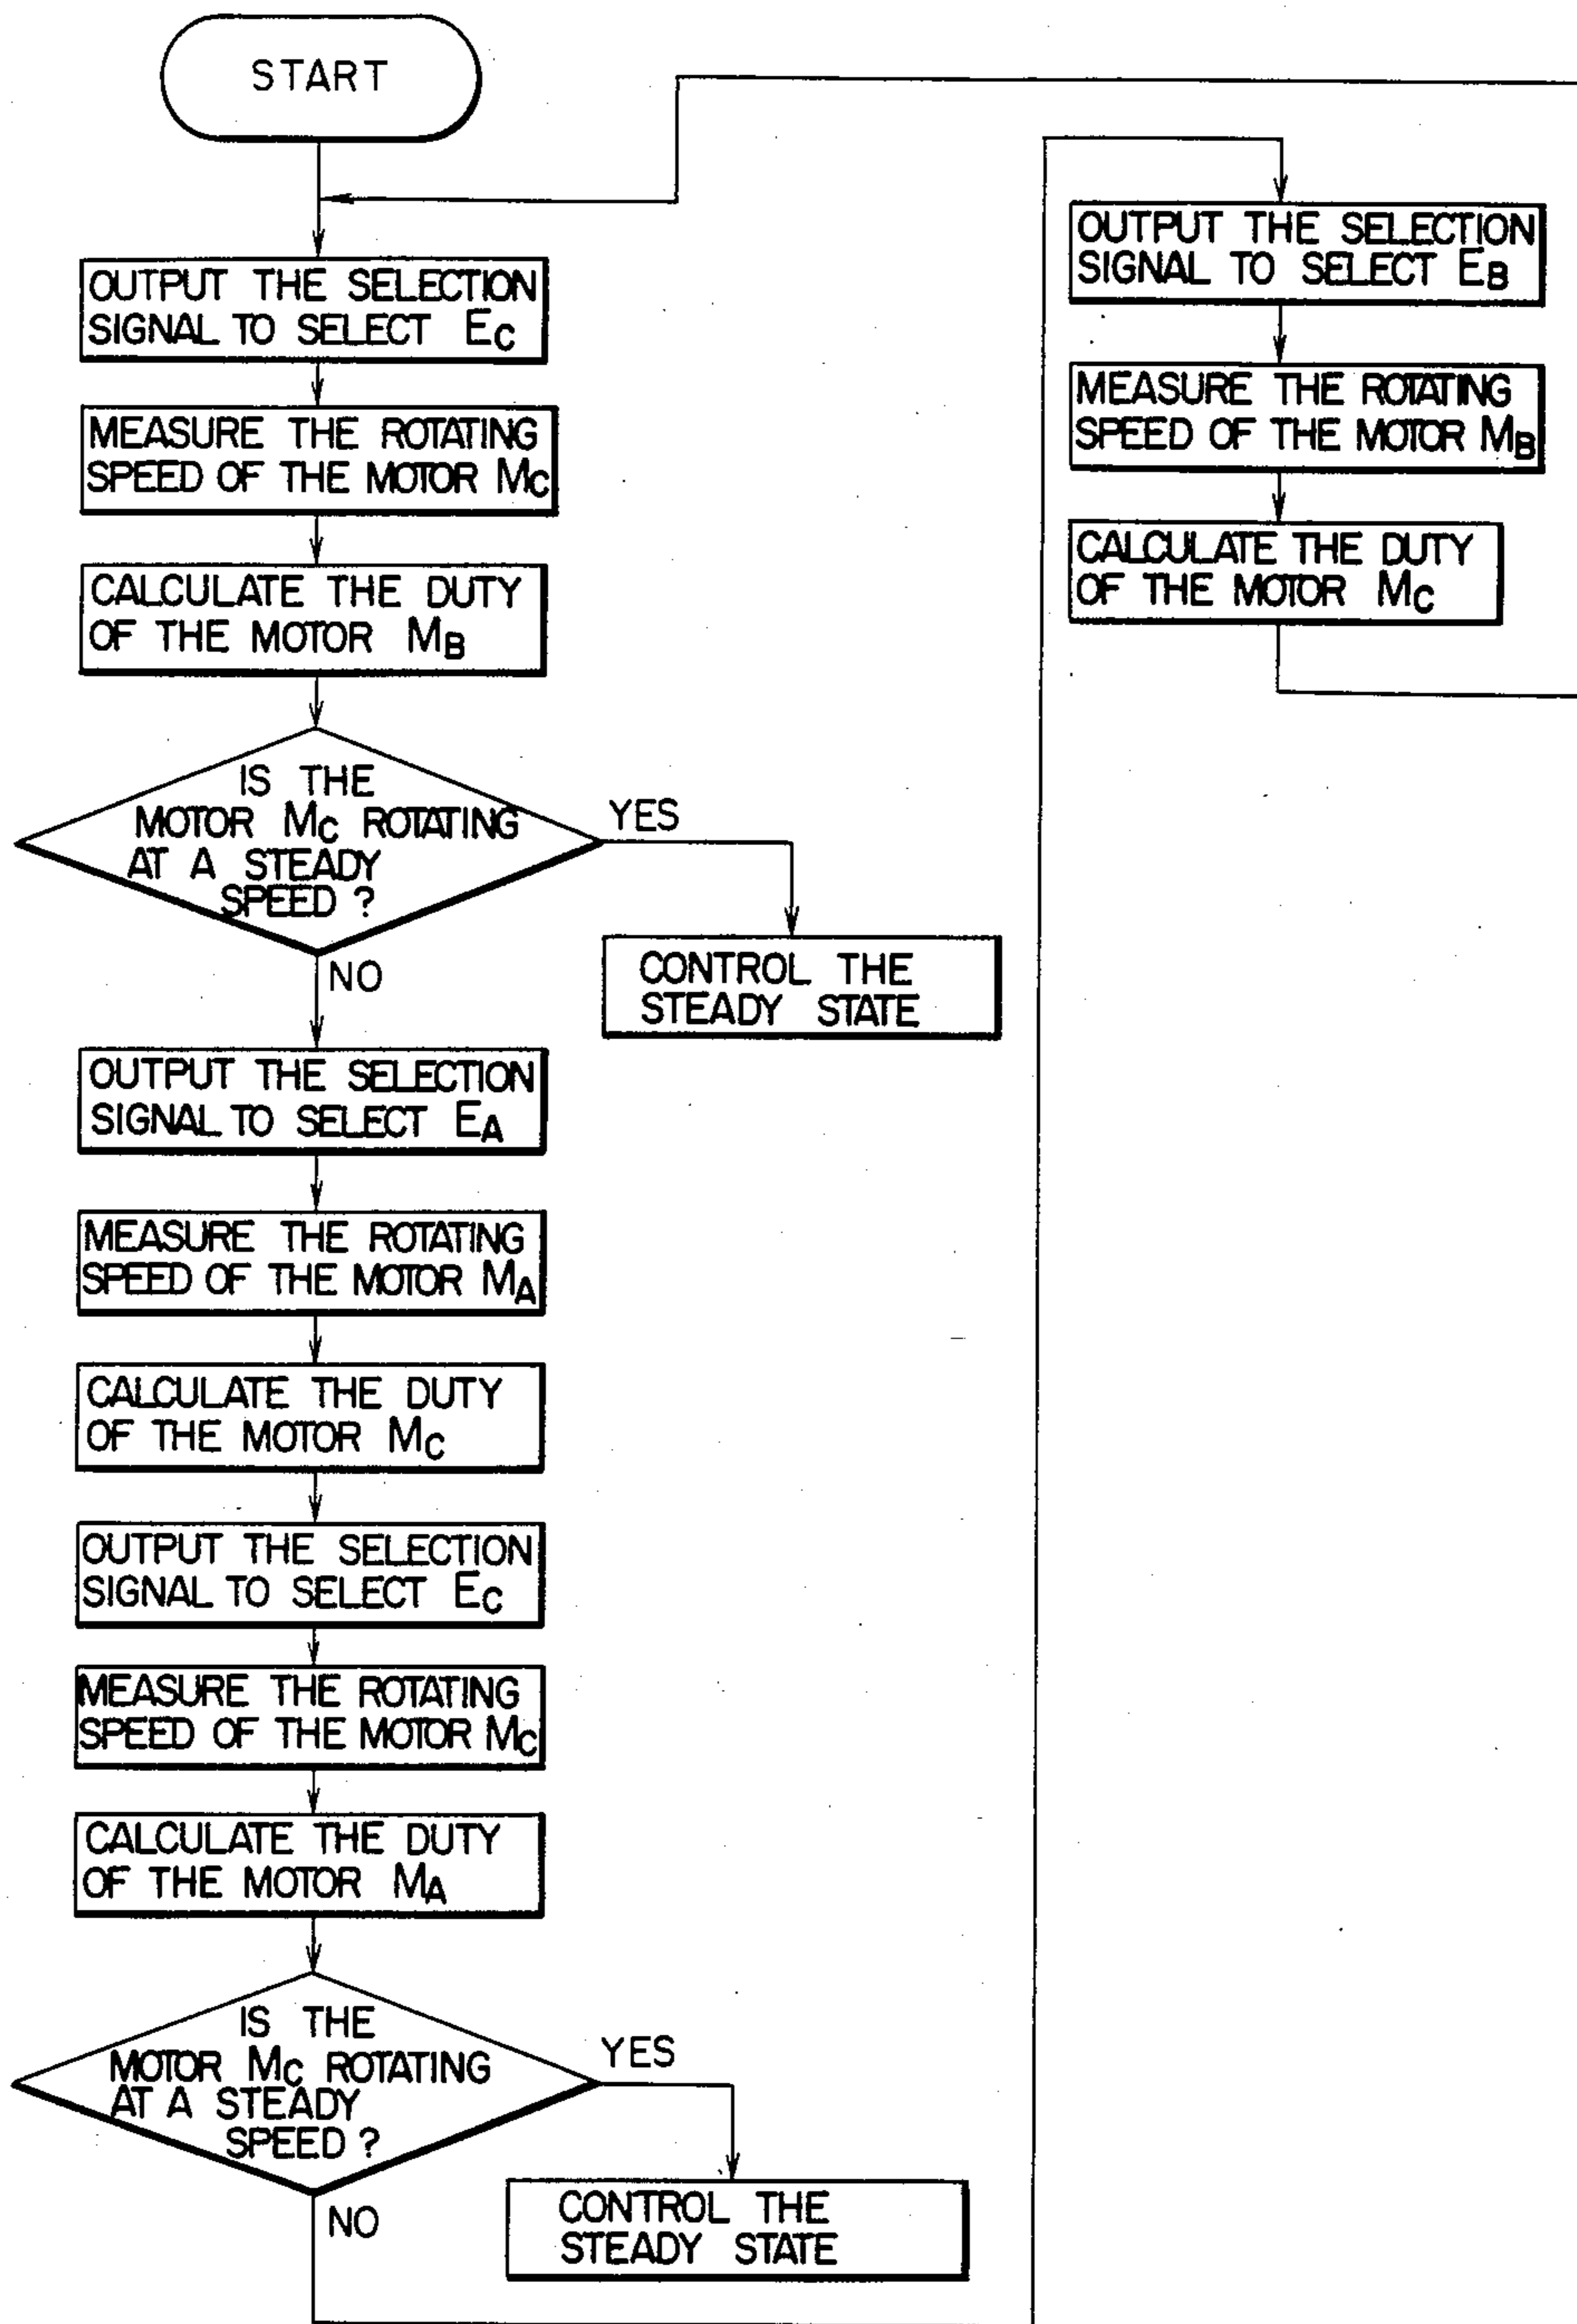 START
OUTPUT THE SELECTION
SIGNAL TO SELECT EC
MEASURE THE ROTATING
SPEED OF THE MOTOR MC
CALCULATE THE DUTY
OF THE MOTOR MB
IS THE
MOTOR MC ROTATING
AT A STEADY
SPEED ?
YES
CONTROL THE
STEADY STATE
NO
OUTPUT THE SELECTION
SIGNAL TO SELECT EA
MEASURE THE ROTATING
SPEED OF THE MOTOR MA
CALCULATE THE DUTY
OF THE MOTOR MC
OUTPUT THE SELECTION
SIGNAL TO SELECT EC
MEASURE THE ROTATING
SPEED OF THE MOTOR MC
CALCULATE THE DUTY
OF THE MOTOR MA
IS THE
MOTOR MC ROTATING
AT A STEADY
SPEED ?
YES
CONTROL THE
STEADY STATE
NO
OUTPUT THE SELECTION
SIGNAL TO SELECT EB
MEASURE THE ROTATING
SPEED OF THE MOTOR MB
CALCULATE THE DUTY
OF THE MOTOR MC